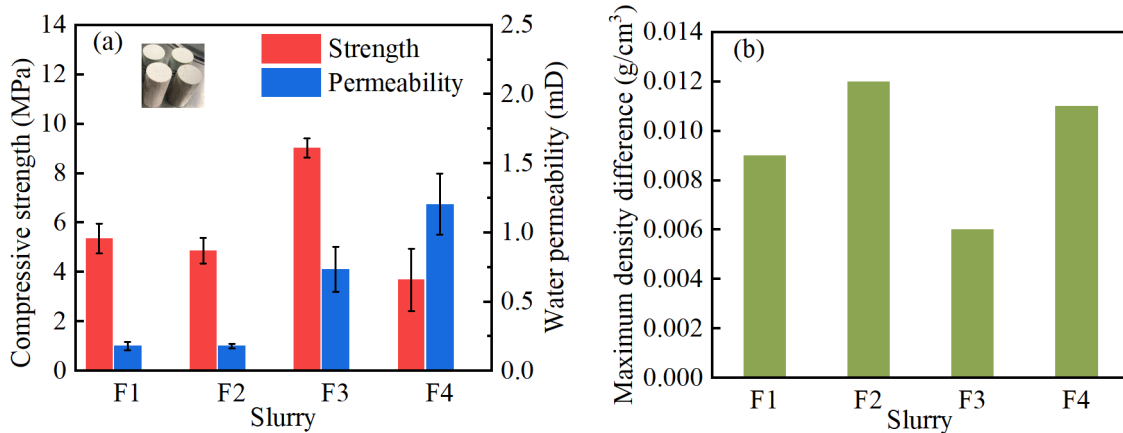 (a)
Strength
Permeability
Compressive strength (MPa)
14
12
10
8
6
4
2
0
Water permeability (mD)
2.5
2.0
1.5
1.0
0.5
0.0
F1 F2 F3 F4
Slurry
(b)
Maximum density difference (g/cm³)
0.014
0.012
0.010
0.008
0.006
0.004
0.002
0.000
F1 F2 F3 F4
Slurry